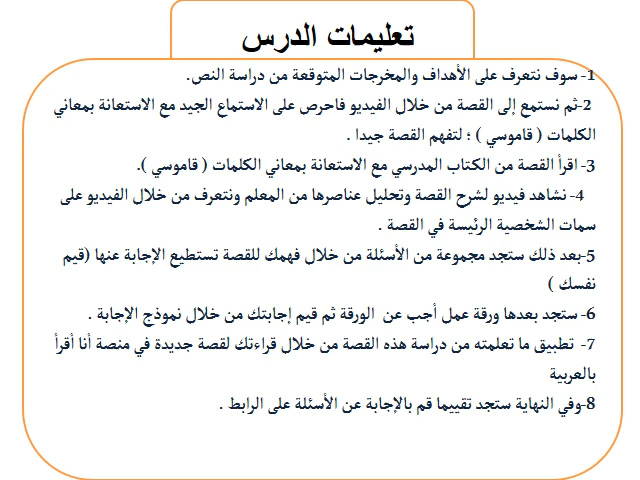 تعليمات الدرس
1- سوف نتعرف على الأهداف والمخرجات المتوقعة من دراسة النص.
2-ثم نستمع إلى القصة من خلال الفيديو فاحرص على الاستماع الجيد مع الاستعانة بمعاني
الكلمات ( قاموسي ) ؛ لتفهم القصة جيدا .
3- اقرأ القصة من الكتاب المدرسي مع الاستعانة بمعاني الكلمات ( قاموسي ).
4- نشاهد فيديو لشرح القصة وتحليل عناصرها من المعلم ونتعرف من خلال الفيديو على
سمات الشخصية الرئيسة في القصة .
5-بعد ذلك ستجد مجموعة من الأسئلة من خلال فهمك للقصة تستطيع الإجابة عنها (قيم
نفسك )
6- ستجد بعدها ورقة عمل أجب عن الورقة ثم قيم إجابتك من خلال نموذج الإجابة .
7- تطبيق ما تعلمته من دراسة هذه القصة من خلال قراءتك لقصة جديدة في منصة أنا أقرأ
بالعربية
8-وفي النهاية ستجد تقييما قم بالإجابة عن الأسئلة على الرابط .